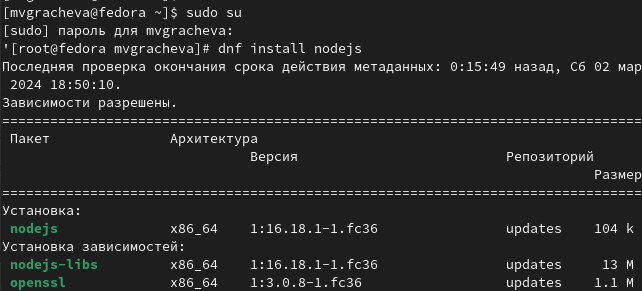 [mvgracheva@fedora ~]$ sudo su
[sudo] пароль для mvgracheva:
'[root@fedora mvgracheva]# dnf install nodejs
Последняя проверка окончания срока действия метаданных: 0:15:49 назад, Сб 02 мар
2024 18:50:10.
Зависимости разрешены.
================================================================================
Пакет Архитектура
Версия Репозиторий
Размер
================================================================================
Установка:
nodejs x86_64 1:16.18.1-1.fc36 updates 104 k
Установка зависимостей:
nodejs-libs x86_64 1:16.18.1-1.fc36 updates 13 M
openssl x86_64 1:3.0.8-1.fc36 updates 1.1 M